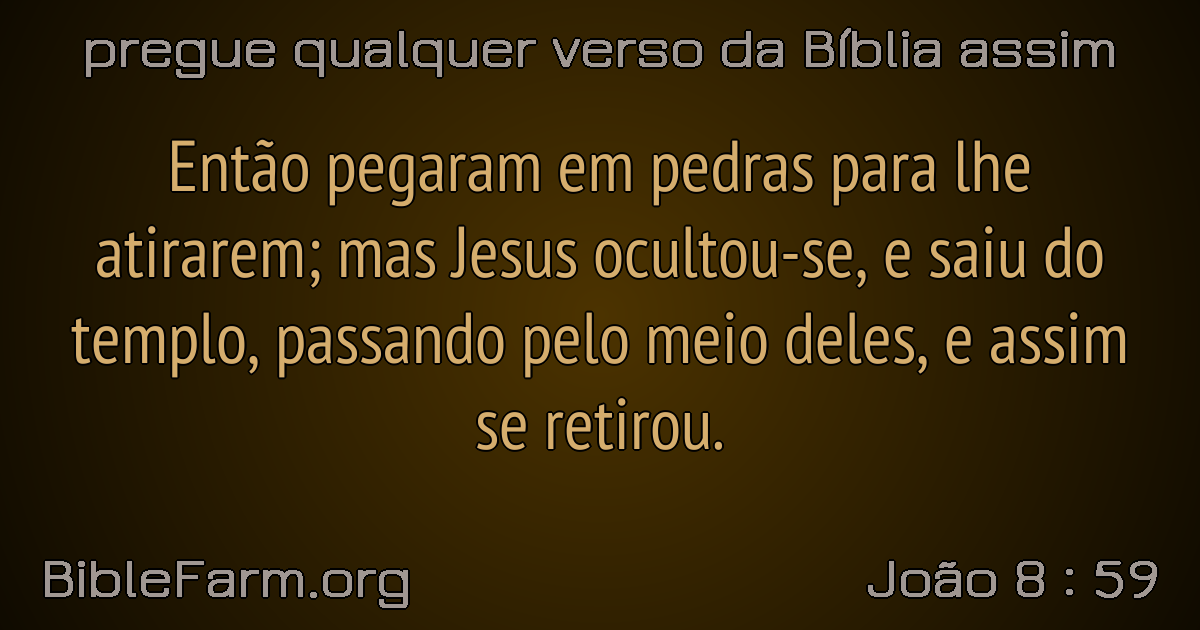 pregue qualquer verso da Bíblia assim
Então pegaram em pedras para lhe
atirarem; mas Jesus ocultou-se, e saiu do
templo, passando pelo meio deles, e assim
se retirou.
BibleFarm.org
João 8 : 59